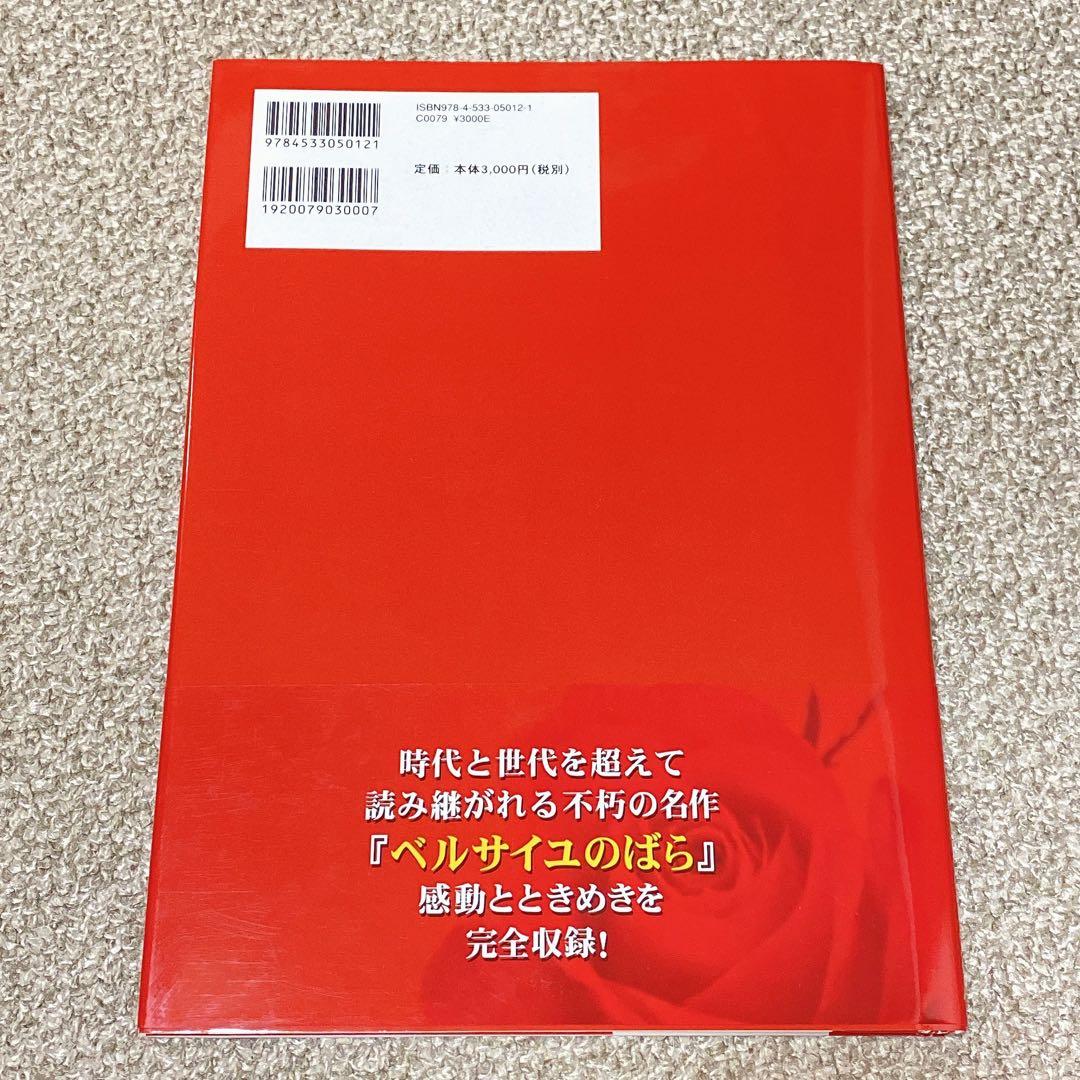 ISBN978-4-533-05012-1
C0079 ¥3000E
9784533050121
定価：本体3,000円（税別）
1920079030007
時代と世代を超えて
読み継がれる不朽の名作
『ベルサイユのばら』
感動とときめきを
完全収録！